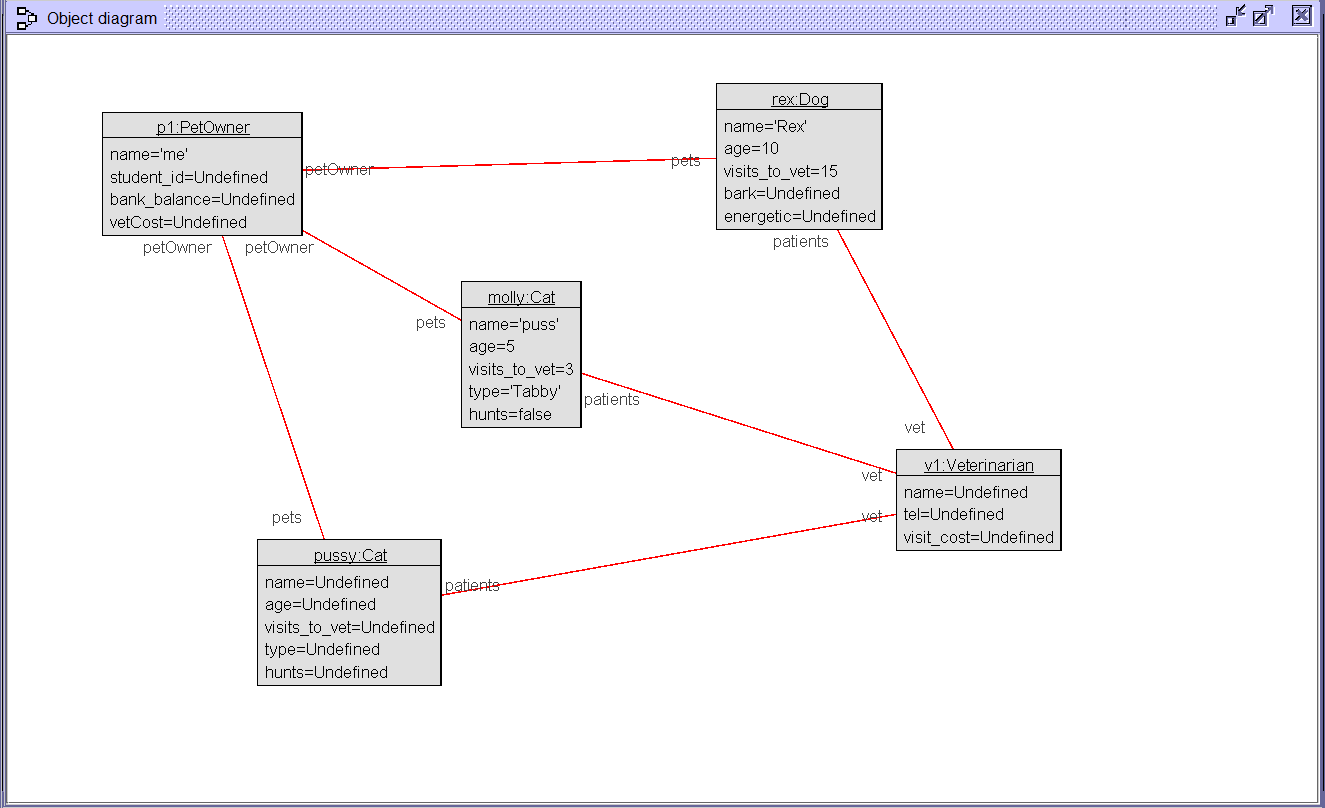 Object diagram
p1:PetOwner
name='me'
student_id=Undefined
bank_balance=Undefined
vetCost=Undefined
petOwner
pets
rex:Dog
name='Rex'
age=10
visits_to_vet=15
bark=Undefined
energetic=Undefined
patients
petOwner
petOwner
molly:Cat
name='puss'
age=5
visits_to_vet=3
type='Tabby'
hunts=false
pets
patients
vet
vet
v1:Veterinarian
name=Undefined
tel=Undefined
visit_cost=Undefined
vet
pets
pussy:Cat
name=Undefined
age=Undefined
visits_to_vet=Undefined
type=Undefined
hunts=Undefined
patients